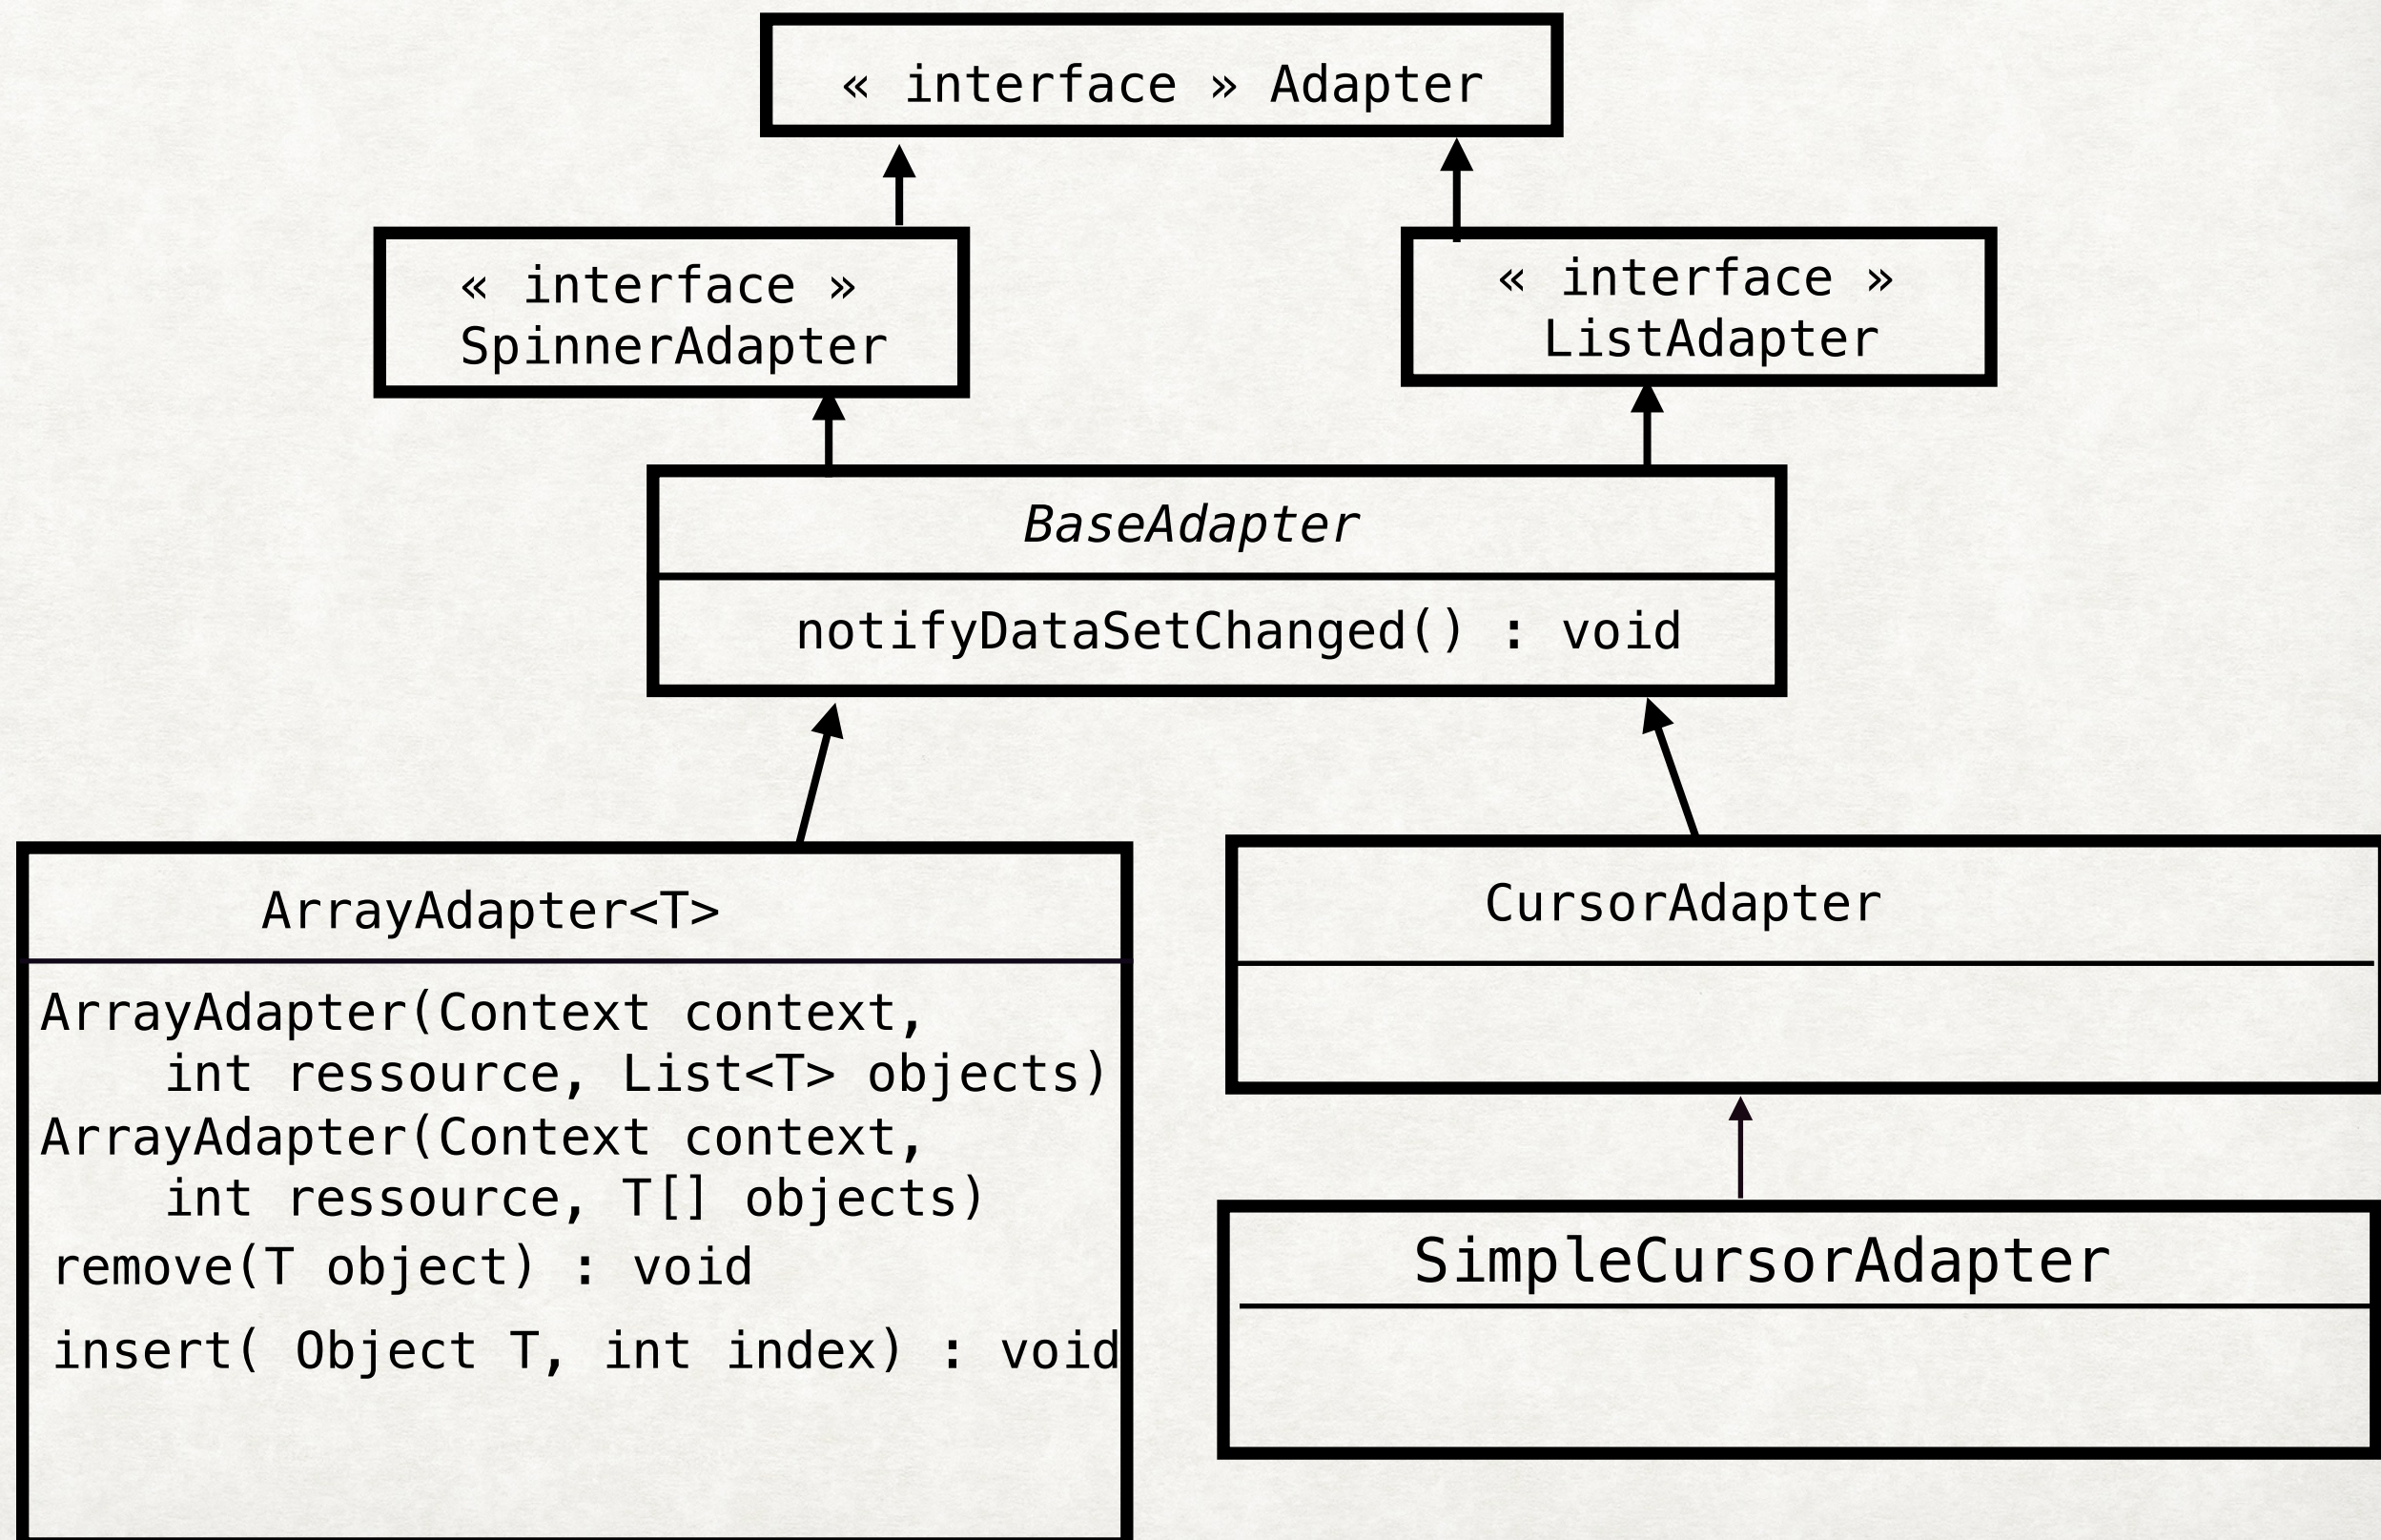 « interface » Adapter
« interface »
SpinnerAdapter
« interface »
ListAdapter
BaseAdapter
notifyDataSetChanged() : void
ArrayAdapter<T>
ArrayAdapter(Context context,
int ressource, List<T> objects)
ArrayAdapter(Context context,
int ressource, T[] objects)
remove(T object) : void
insert( Object T, int index) : void
CursorAdapter
SimpleCursorAdapter